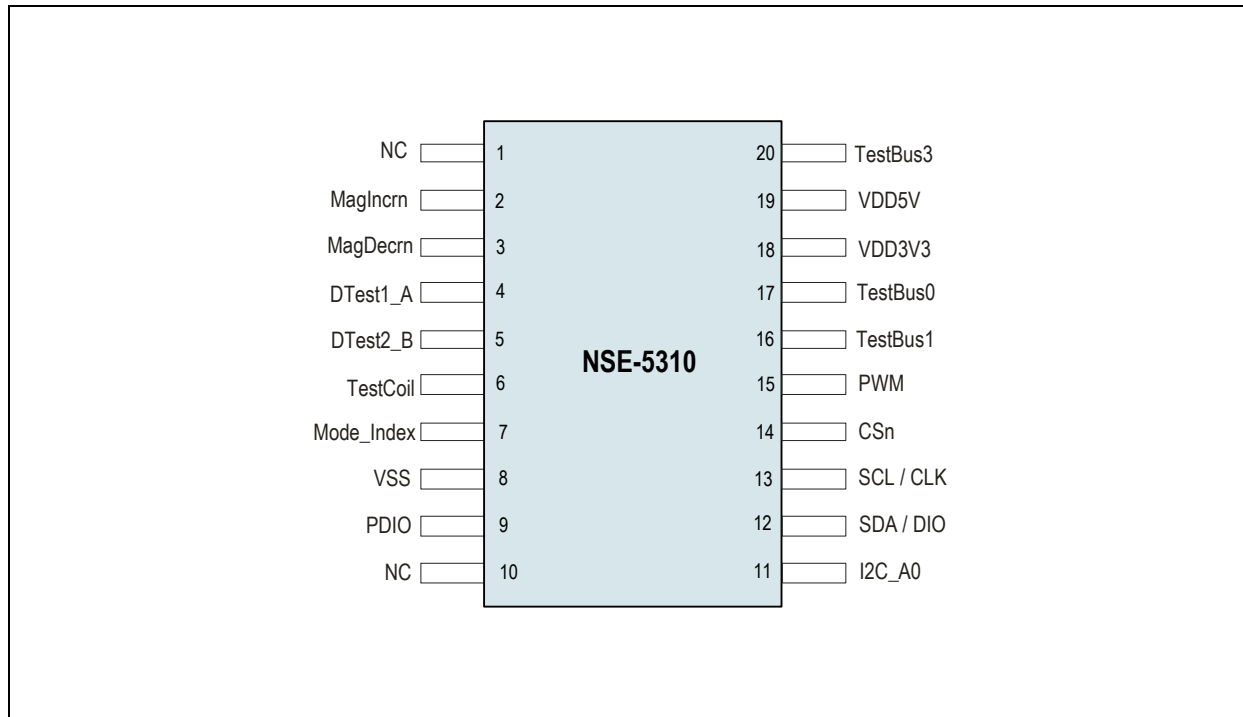 NC 1 20 TestBus3
MagIncrn 2 19 VDD5V
MagDecrn 3 18 VDD3V3
DTest1_A 4 17 TestBus0
DTest2_B 5 16 TestBus1
NSE-5310
TestCoil 6 15 PWM
Mode_Index 7 14 CSn
VSS 8 13 SCL / CLK
PDIO 9 12 SDA / DIO
NC 10 11 I2C_A0